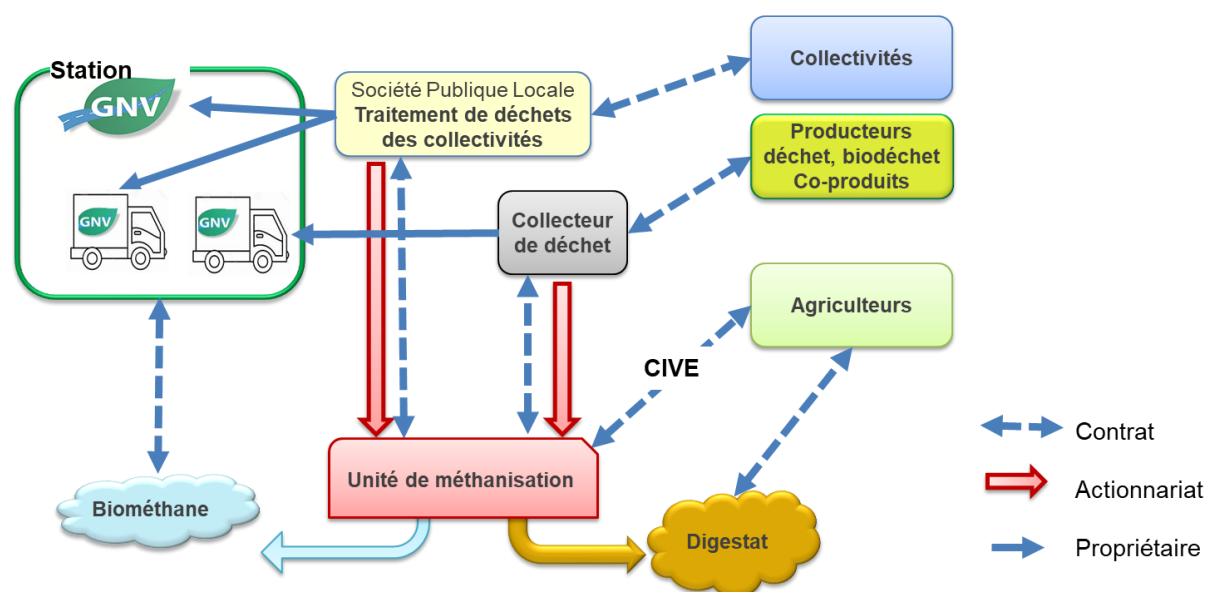 Station
GNV
GNV
GNV
Société Publique Locale
Traitement de déchets
des collectivités
Collectivités
Producteurs
déchet, biodéchet
Co-produits
Collecteur
de déchet
Agriculteurs
CIVE
Unité de méthanisation
Biométhane
Digestat
Contrat
Actionnariat
Propriétaire